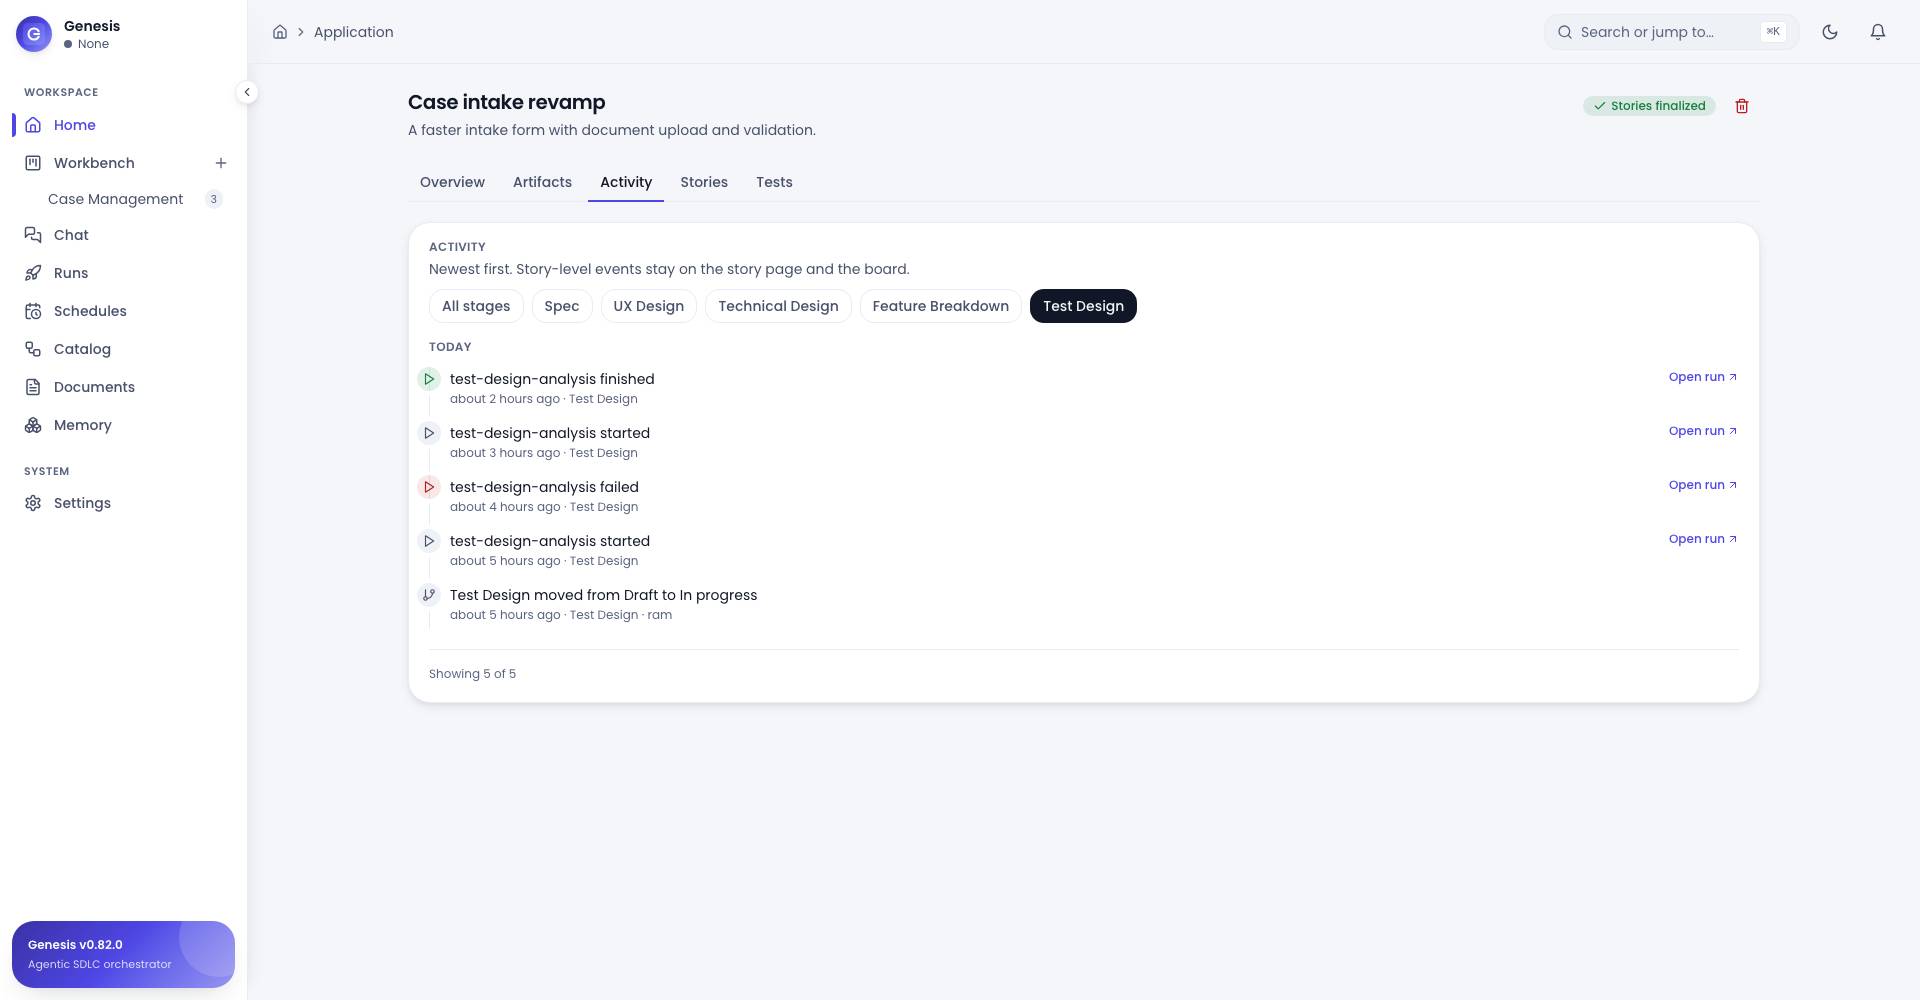 Genesis
None
WORKSPACE
Home
Workbench
Case Management 3
Chat
Runs
Schedules
Catalog
Documents
Memory
SYSTEM
Settings
Genesis v0.82.0
Agentic SDLC orchestrator
Application
Search or jump to... ⌘K
Case intake revamp
A faster intake form with document upload and validation.
Stories finalized
Overview Artifacts Activity Stories Tests
ACTIVITY
Newest first. Story-level events stay on the story page and the board.
All stages Spec UX Design Technical Design Feature Breakdown Test Design
TODAY
test-design-analysis finished Open run
about 2 hours ago · Test Design
test-design-analysis started Open run
about 3 hours ago · Test Design
test-design-analysis failed Open run
about 4 hours ago · Test Design
test-design-analysis started Open run
about 5 hours ago · Test Design
Test Design moved from Draft to In progress
about 5 hours ago · Test Design · ram
Showing 5 of 5